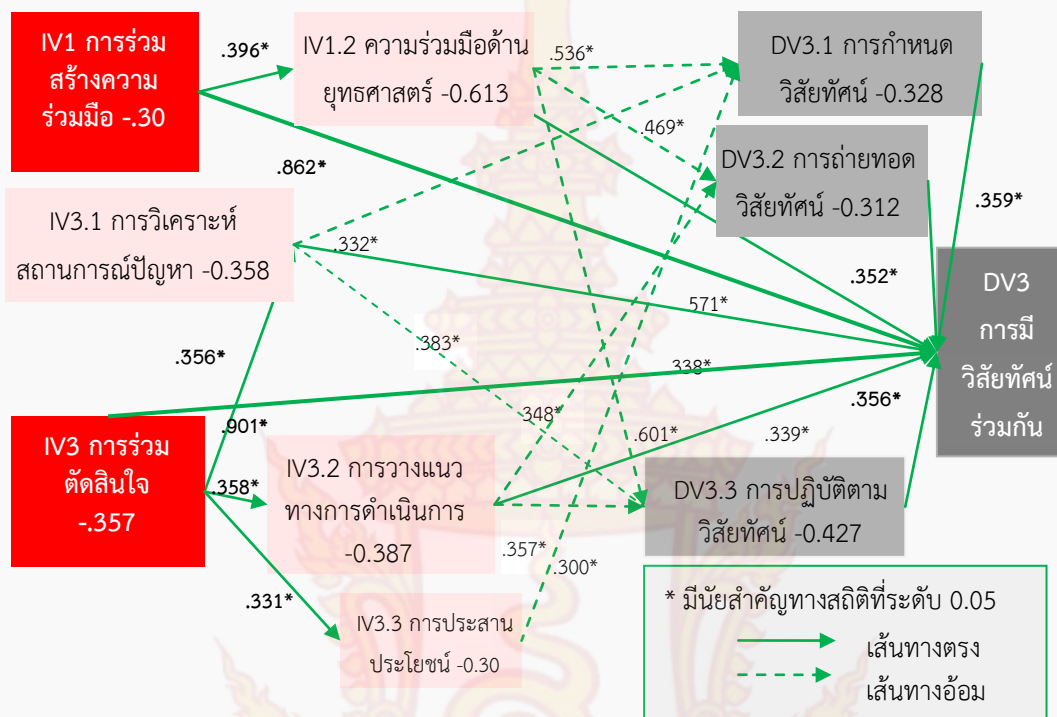 IV1 การร่วม
สร้างความ
ร่วมมือ -.30
.396*
IV1.2 ความร่วมมือด้าน
ยุทธศาสตร์ -0.613
.536*
DV3.1 การกำหนด
วิสัยทัศน์ -0.328
.469*
.862*
DV3.2 การถ่ายทอด
วิสัยทัศน์ -0.312
.359*
IV3.1 การวิเคราะห์
สถานการณ์ปัญหา -0.358
.332*
.352*
571*
DV3
การมี
วิสัยทัศน์
ร่วมกัน
.383*
.356*
338*
.356*
.901*
.348*
.601*
.339*
IV3 การร่วม
ตัดสินใจ
-.357
.358*
IV3.2 การวางแนว
ทางการดำเนินการ
-0.387
DV3.3 การปฏิบัติตาม
วิสัยทัศน์ -0.427
.357*
.300*
.331*
IV3.3 การประสาน
ประโยชน์ -0.30
* มีนัยสำคัญทางสถิติที่ระดับ 0.05
เส้นทางตรง
เส้นทางอ้อม